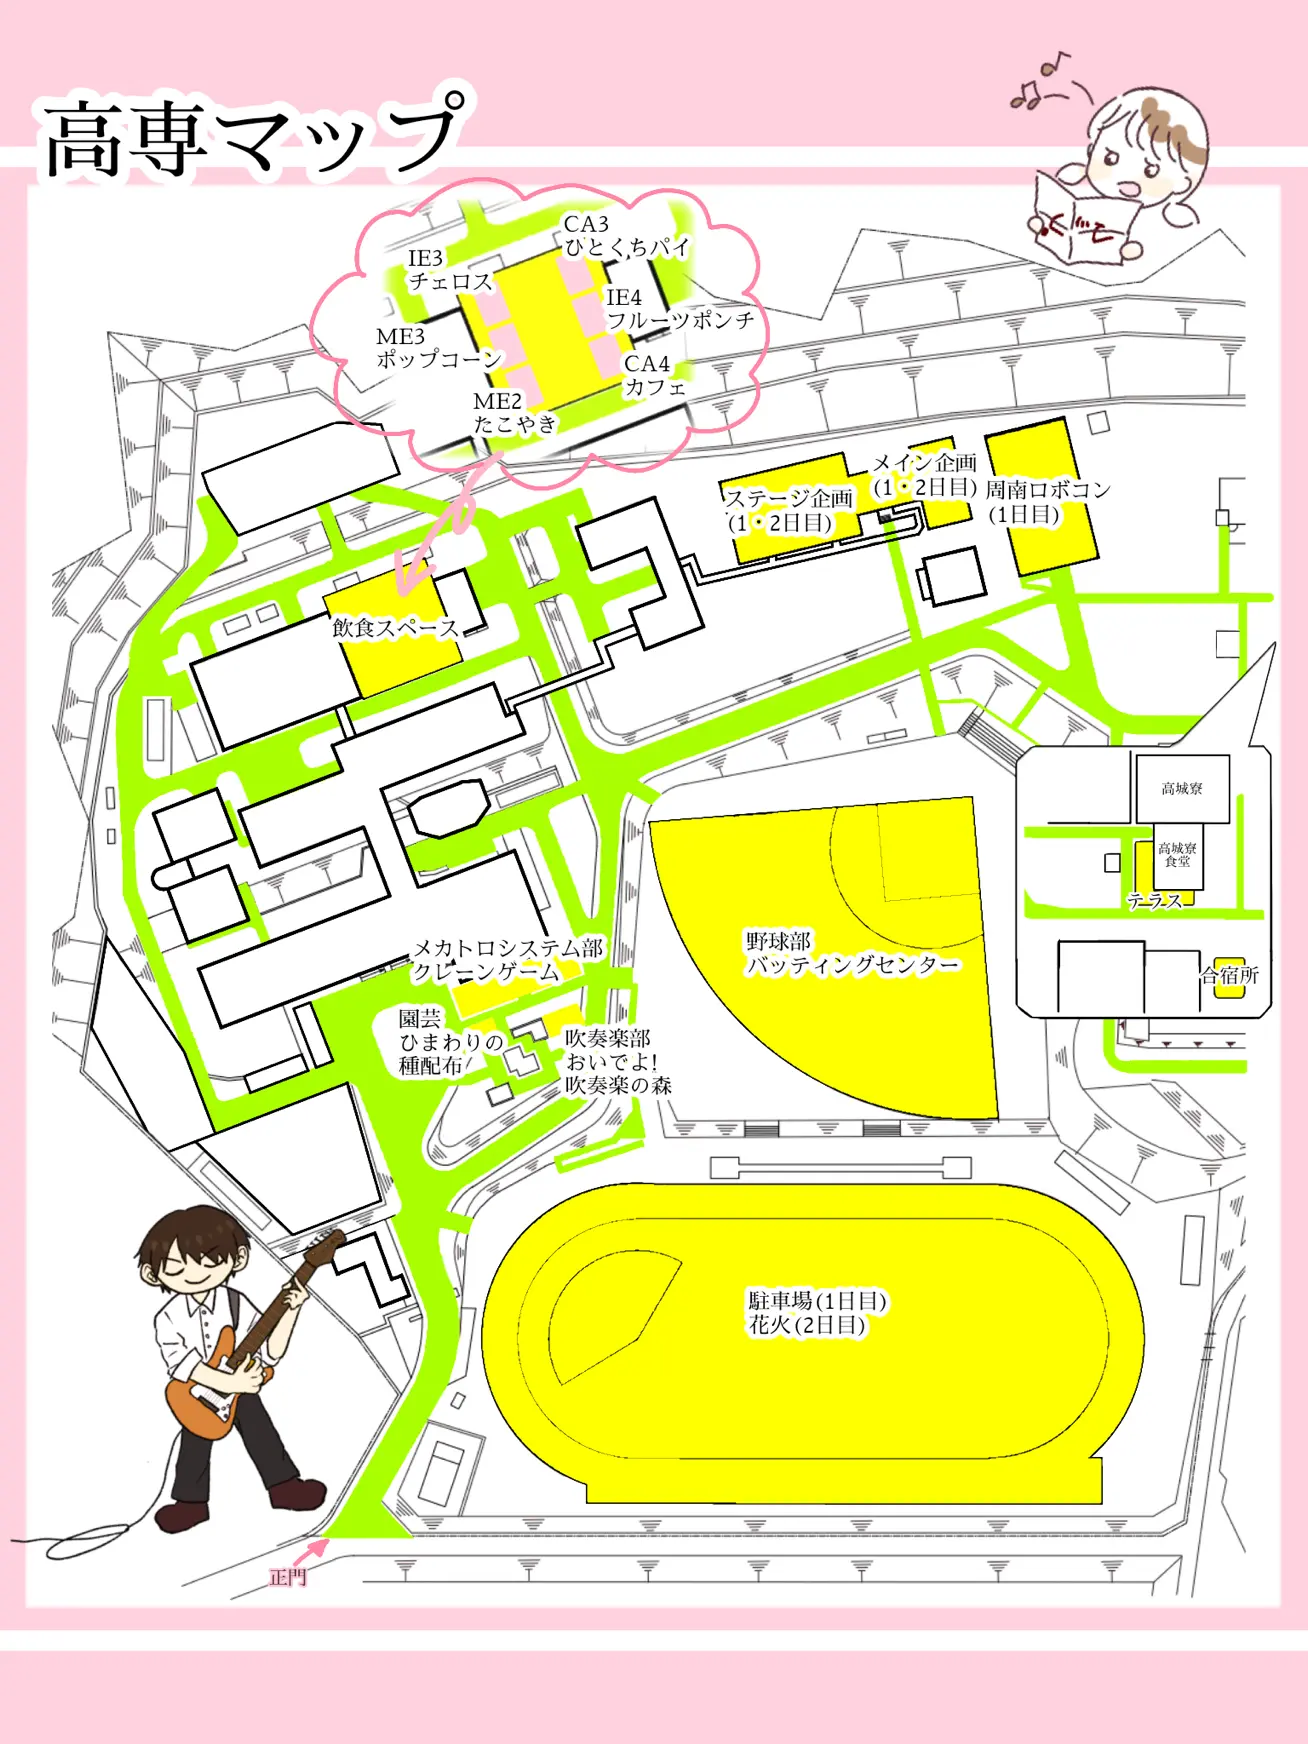 高専マップ
CA3
ひとくちパイ
IE3
チェロス
IE4
フルーツポンチ
ME3
ポップコーン
CA4
カフェ
ME2
たこやき
ステージ企画
(1・2日目)
メイン企画
(1・2日目)
周南ロボコン
(1日目)
飲食スペース
高城寮
高城寮
食堂
テラス
合宿所
野球部
バッティングセンター
メカトロシステム部
クレーンゲーム
園芸
ひまわりの
種配布
吹奏楽部
おいでよ!
吹奏楽の森
駐車場(1日目)
花火(2日目)
正門